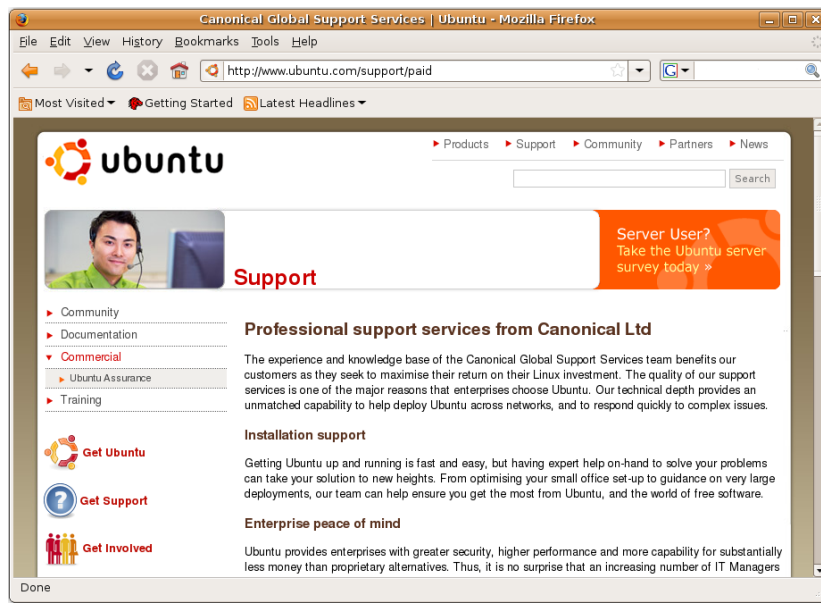 Canonical Global Support Services | Ubuntu - Mozilla Firefox
File Edit View History Bookmarks Tools Help
http://www.ubuntu.com/support/paid
G
Most Visited Getting Started Latest Headlines
Products Support Community Partners News
ubuntu
Search
Server User?
Take the Ubuntu server
survey today »
Support
Community
Documentation
Commercial
Ubuntu Assurance
Training
Get Ubuntu
? Get Support
Get Involved
Professional support services from Canonical Ltd
The experience and knowledge base of the Canonical Global Support Services team benefits our
customers as they seek to maximise their return on their Linux investment. The quality of our support
services is one of the major reasons that enterprises choose Ubuntu. Our technical depth provides an
unmatched capability to help deploy Ubuntu across networks, and to respond quickly to complex issues.
Installation support
Getting Ubuntu up and running is fast and easy, but having expert help on-hand to solve your problems
can take your solution to new heights. From optimising your small office set-up to guidance on very large
deployments, our team can help ensure you get the most from Ubuntu, and the world of free software.
Enterprise peace of mind
Ubuntu provides enterprises with greater security, higher performance and more capability for substantially
less money than proprietary alternatives. Thus, it is no surprise that an increasing number of IT Managers
Done